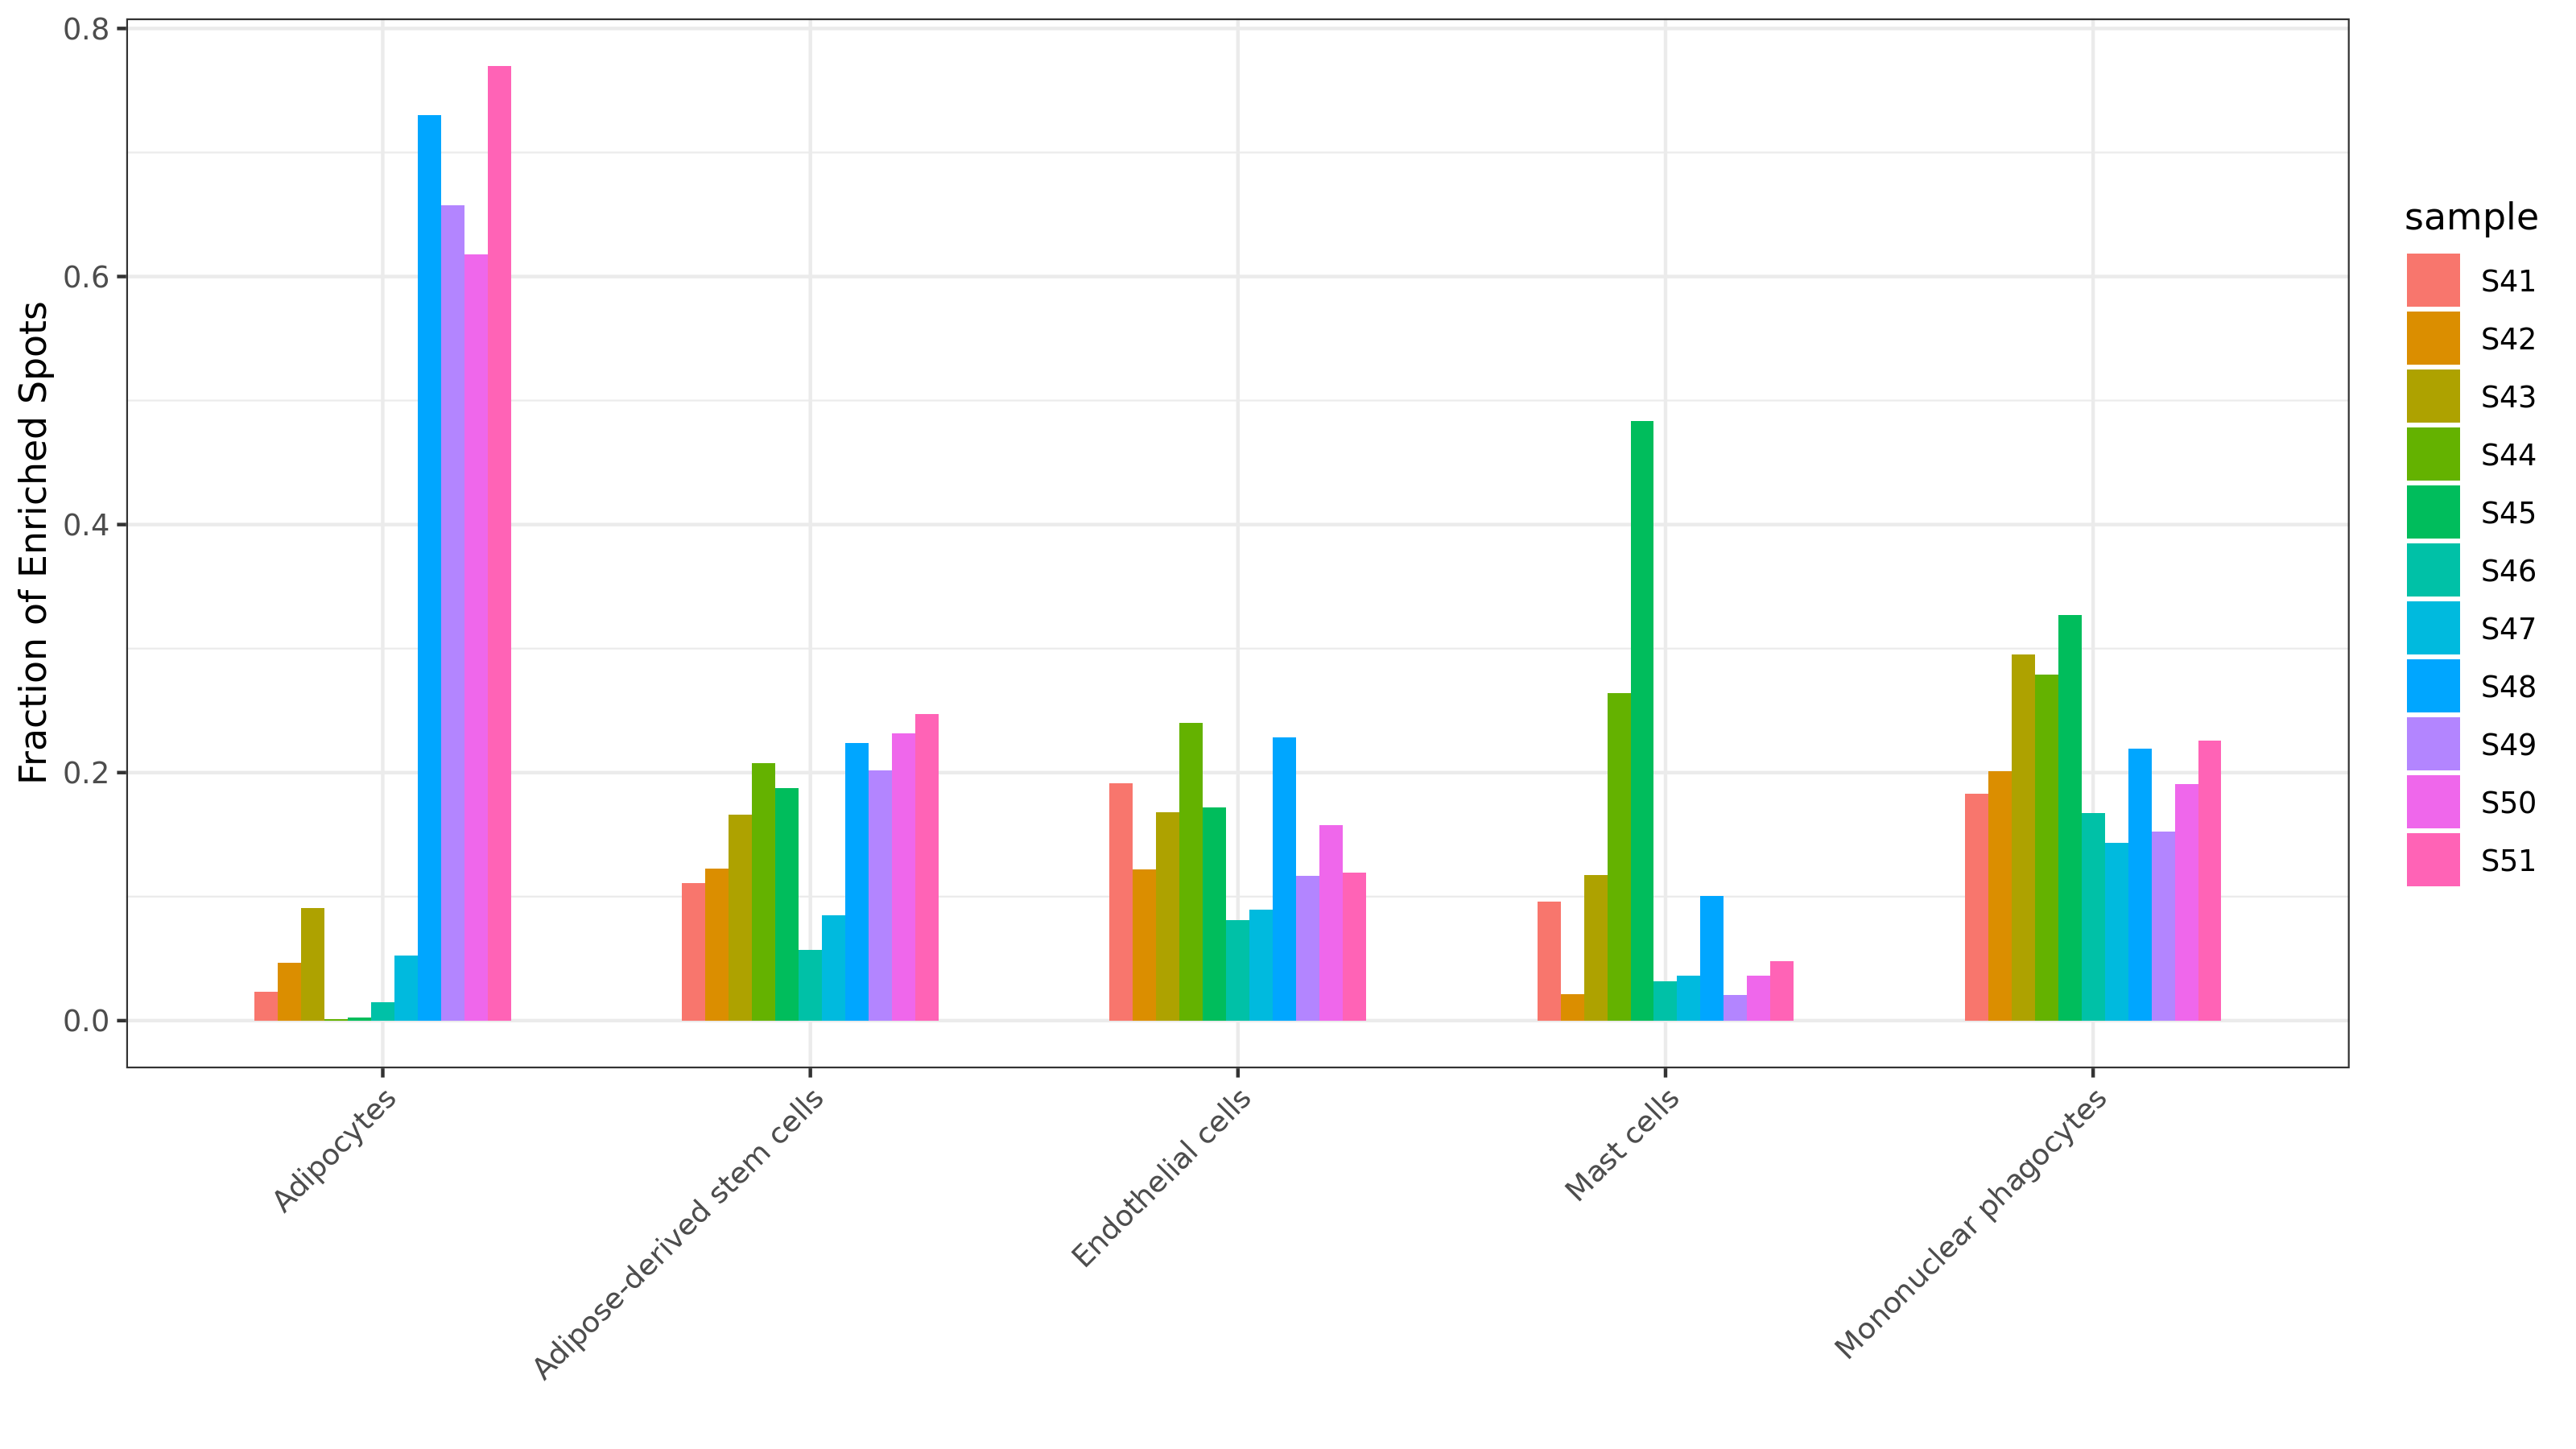 Fraction of Enriched Spots
0.8
0.6
0.4
0.2
0.0
Adipocytes
Adipose-derived stem cells
Endothelial cells
Mast cells
Mononuclear phagocytes
sample
S41
S42
S43
S44
S45
S46
S47
S48
S49
S50
S51